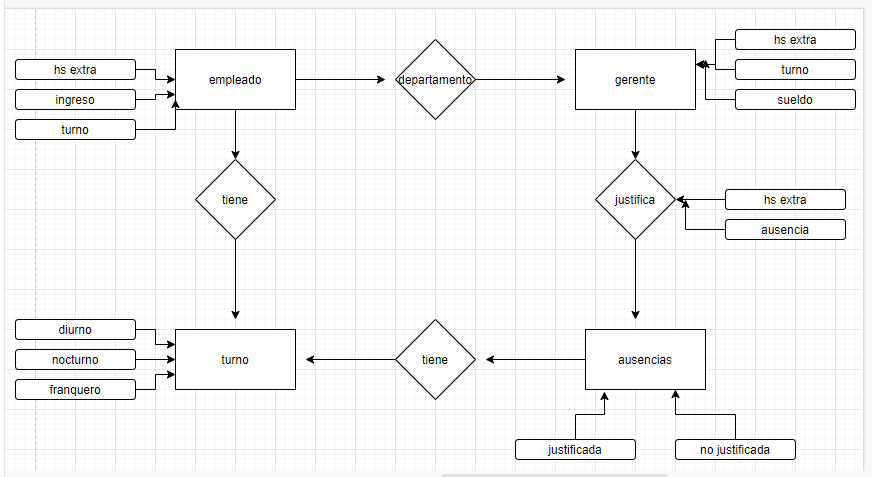 hs extra
ingreso
turno
empleado
departamento
gerente
hs extra
turno
sueldo
tiene
justifica
hs extra
ausencia
diurno
nocturno
franquero
turno
tiene
ausencias
justificada
no justificada